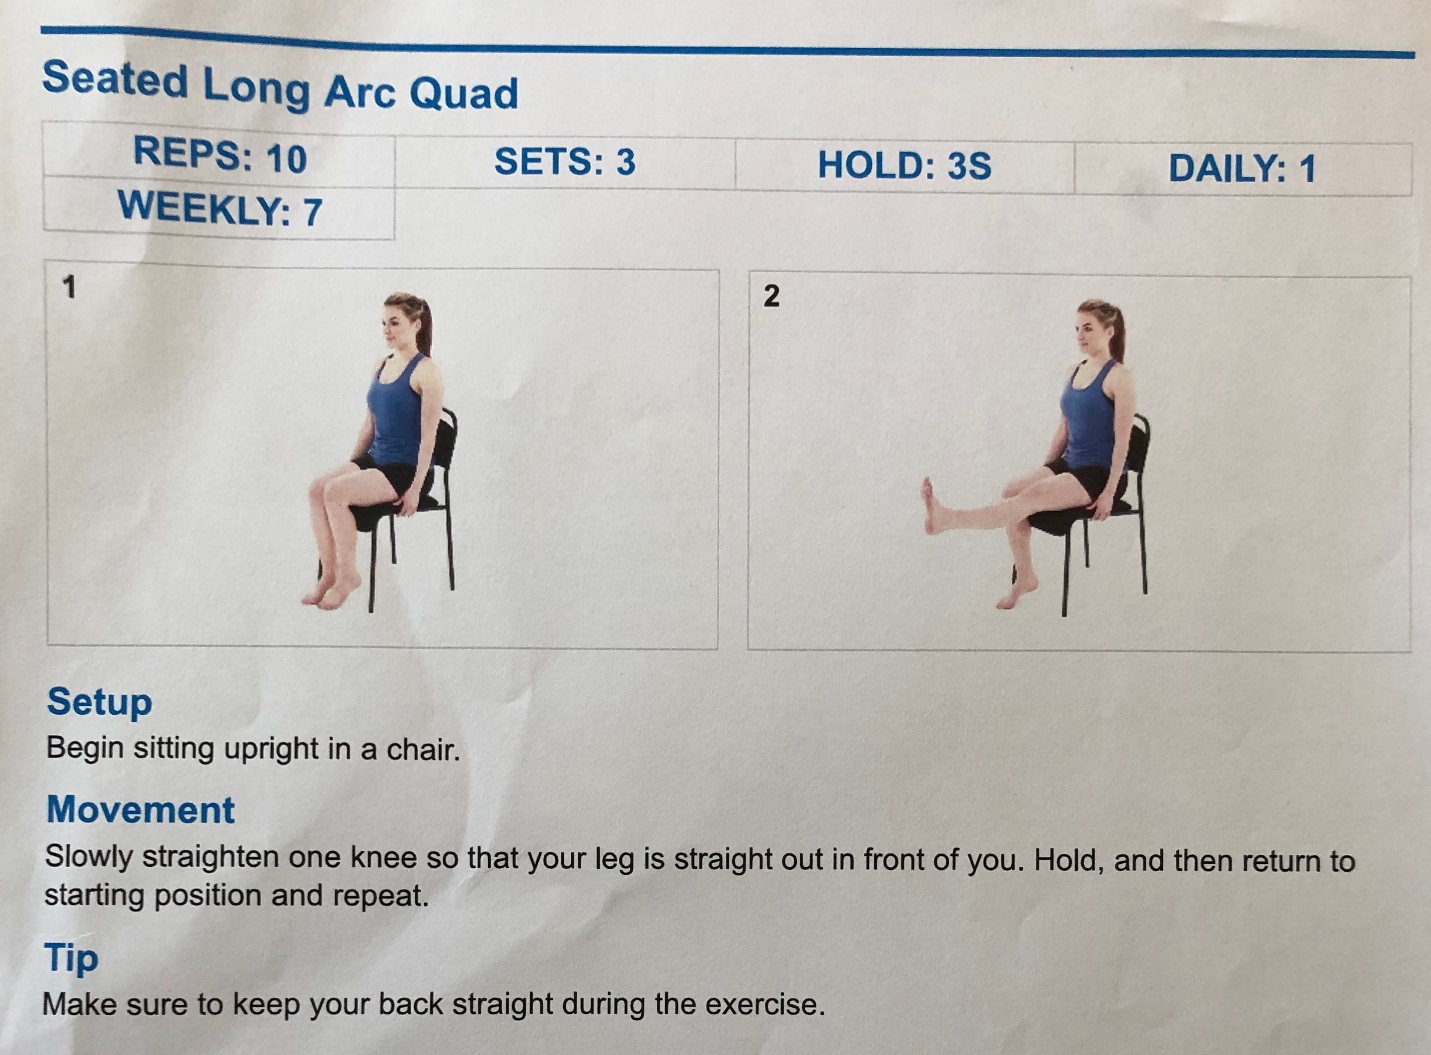 Seated Long Arc Quad
REPS: 10 SETS: 3 HOLD: 3S DAILY: 1
WEEKLY: 7
1 2
Setup
Begin sitting upright in a chair.
Movement
Slowly straighten one knee so that your leg is straight out in front of you. Hold, and then return to
starting position and repeat.
Tip
Make sure to keep your back straight during the exercise.